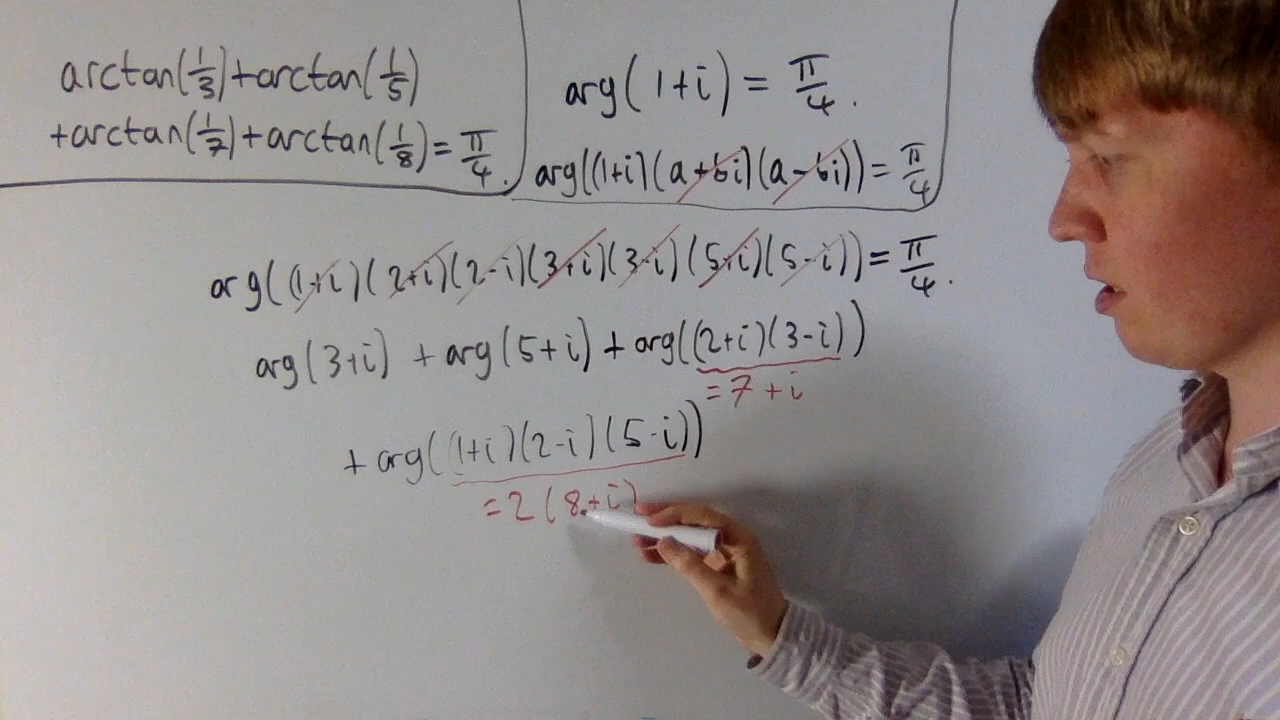 arctan(1/3)+arctan(1/5)
+arctan(1/7)+arctan(1/8)=π/4.
arg(1+i)=π/4.
arg((1+i)(a+bi)(a-bi))=π/4
arg((1+i)(2+i)(2-i)(3+i)(3-i)(5+i)(5-i))=π/4.
arg(3+i) + arg(5+i) + arg((2+i)(3-i))
=7+i
+ arg((1+i)(2-i)(5-i))
=2(8+i)